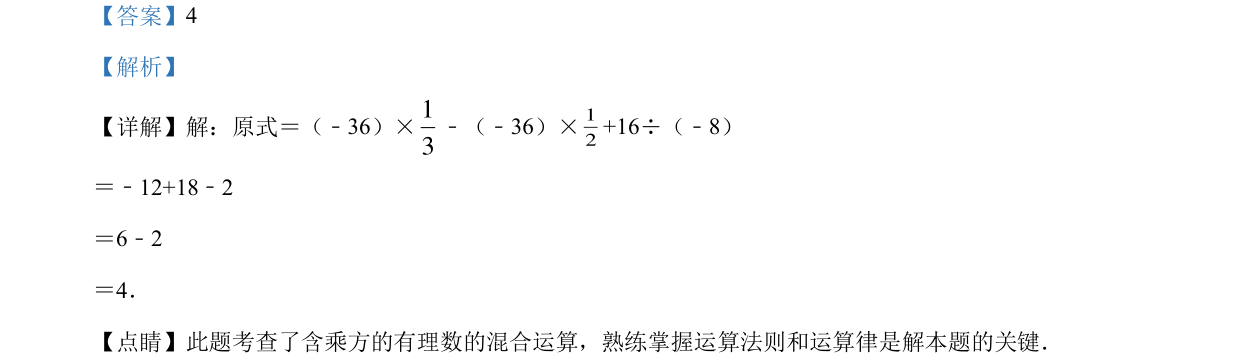 【答案】4
【解析】
【详解】解：原式＝（﹣36）×1/3﹣（﹣36）×1/2+16÷（﹣8）
＝﹣12+18﹣2
＝6﹣2
＝4．
【点睛】此题考查了含乘方的有理数的混合运算，熟练掌握运算法则和运算律是解本题的关键．